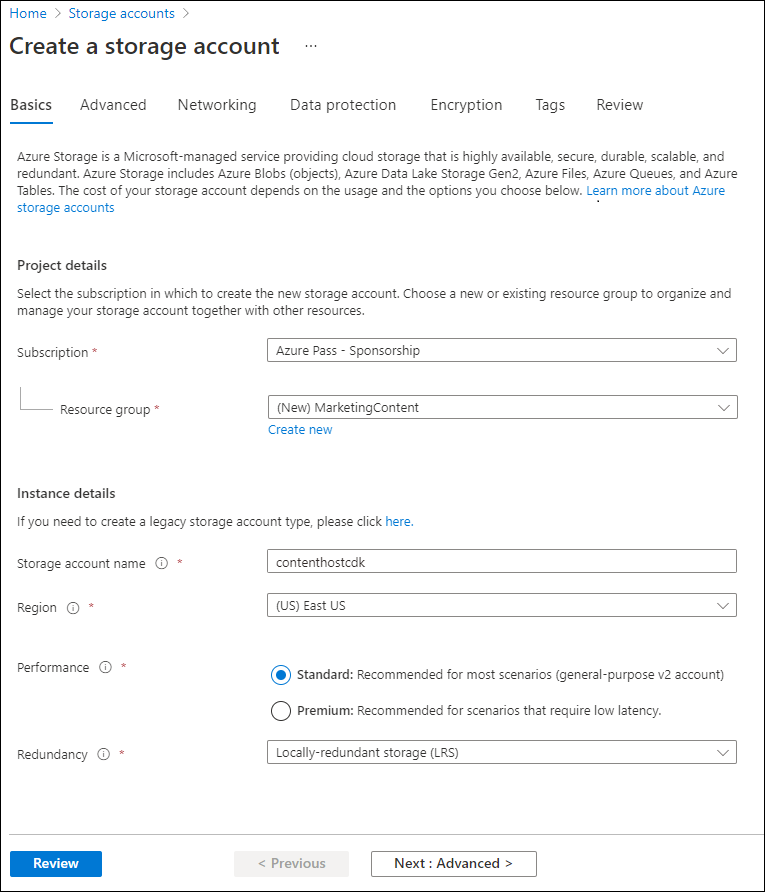 Home > Storage accounts >
Create a storage account ...
Basics Advanced Networking Data protection Encryption Tags Review
Azure Storage is a Microsoft-managed service providing cloud storage that is highly available, secure, durable, scalable, and
redundant. Azure Storage includes Azure Blobs (objects), Azure Data Lake Storage Gen2, Azure Files, Azure Queues, and Azure
Tables. The cost of your storage account depends on the usage and the options you choose below. Learn more about Azure
storage accounts
Project details
Select the subscription in which to create the new storage account. Choose a new or existing resource group to organize and
manage your storage account together with other resources.
Subscription * Azure Pass - Sponsorship
Resource group * (New) MarketingContent
Create new
Instance details
If you need to create a legacy storage account type, please click here.
Storage account name * contenthostcdk
Region * (US) East US
Performance * Standard: Recommended for most scenarios (general-purpose v2 account)
Premium: Recommended for scenarios that require low latency.
Redundancy * Locally-redundant storage (LRS)
Review < Previous Next : Advanced >